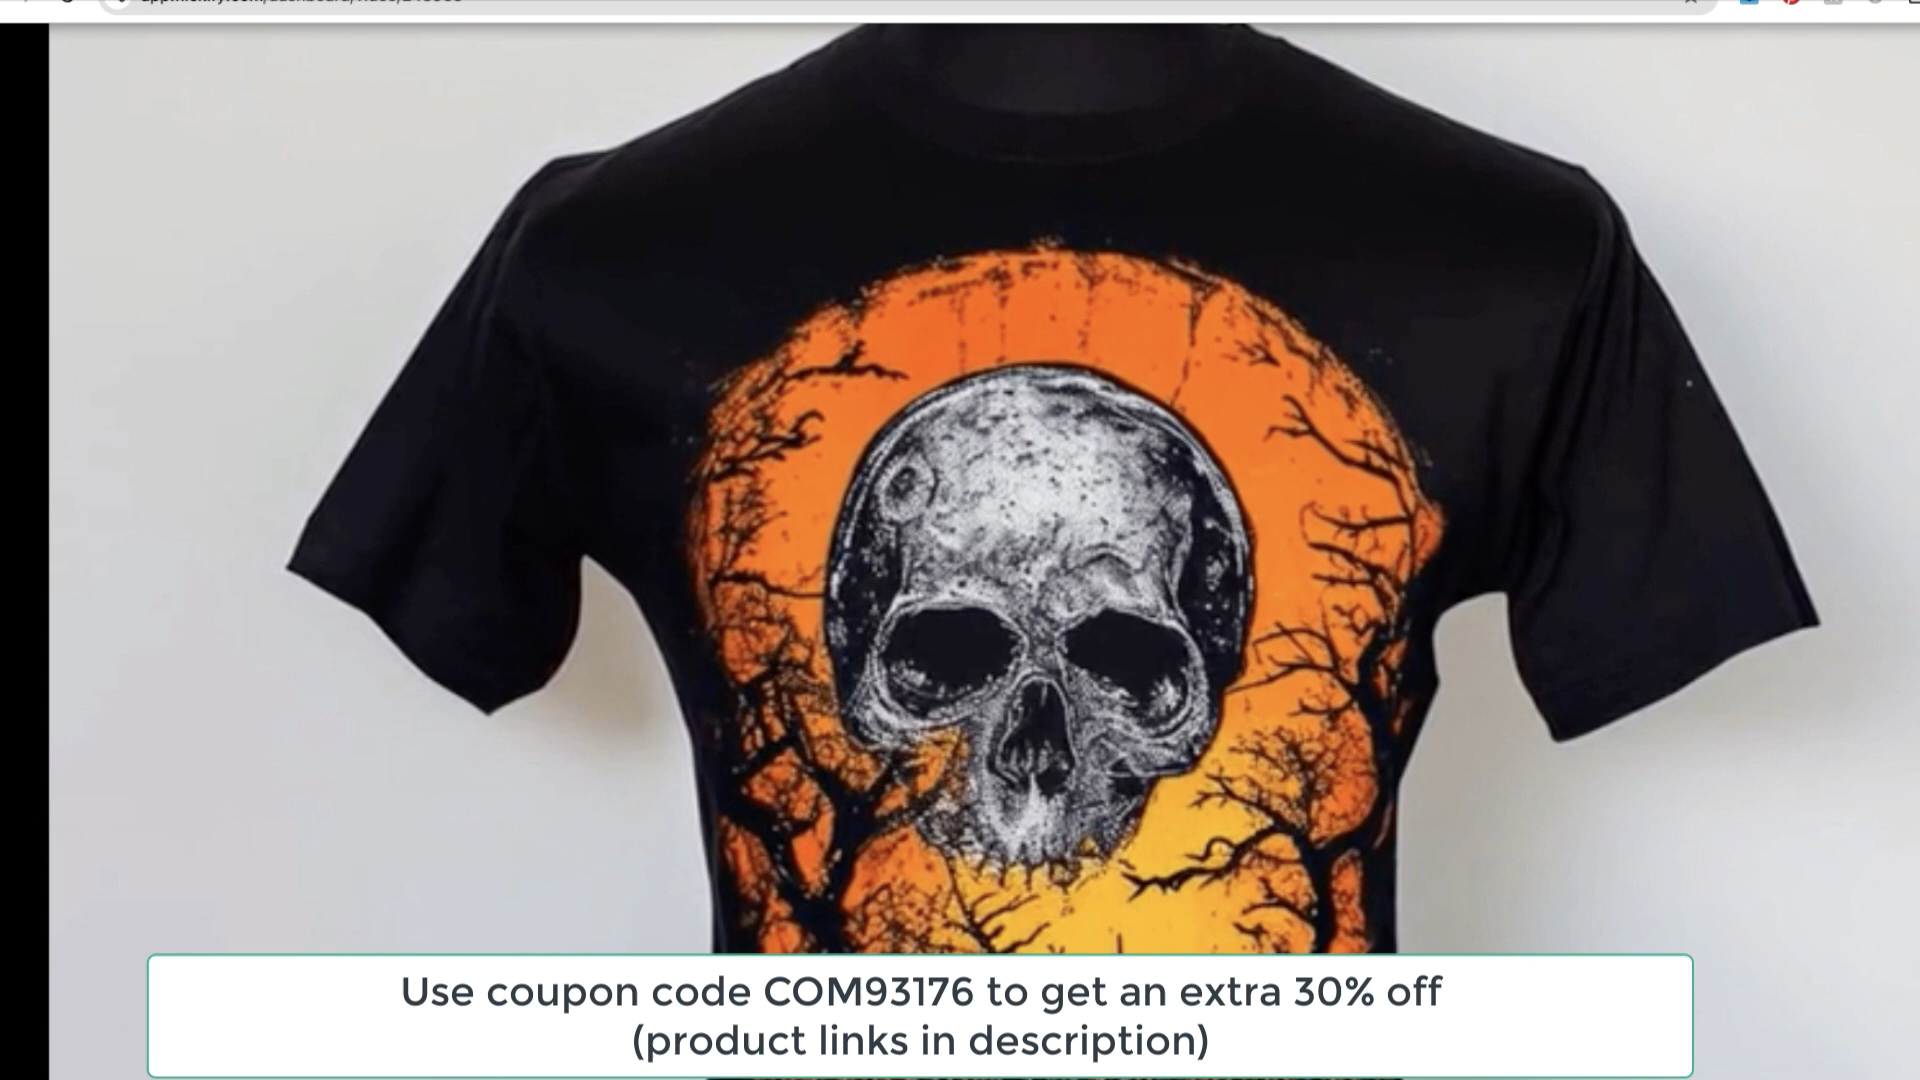 Use coupon code COM93176 to get an extra 30% off
(product links in description)